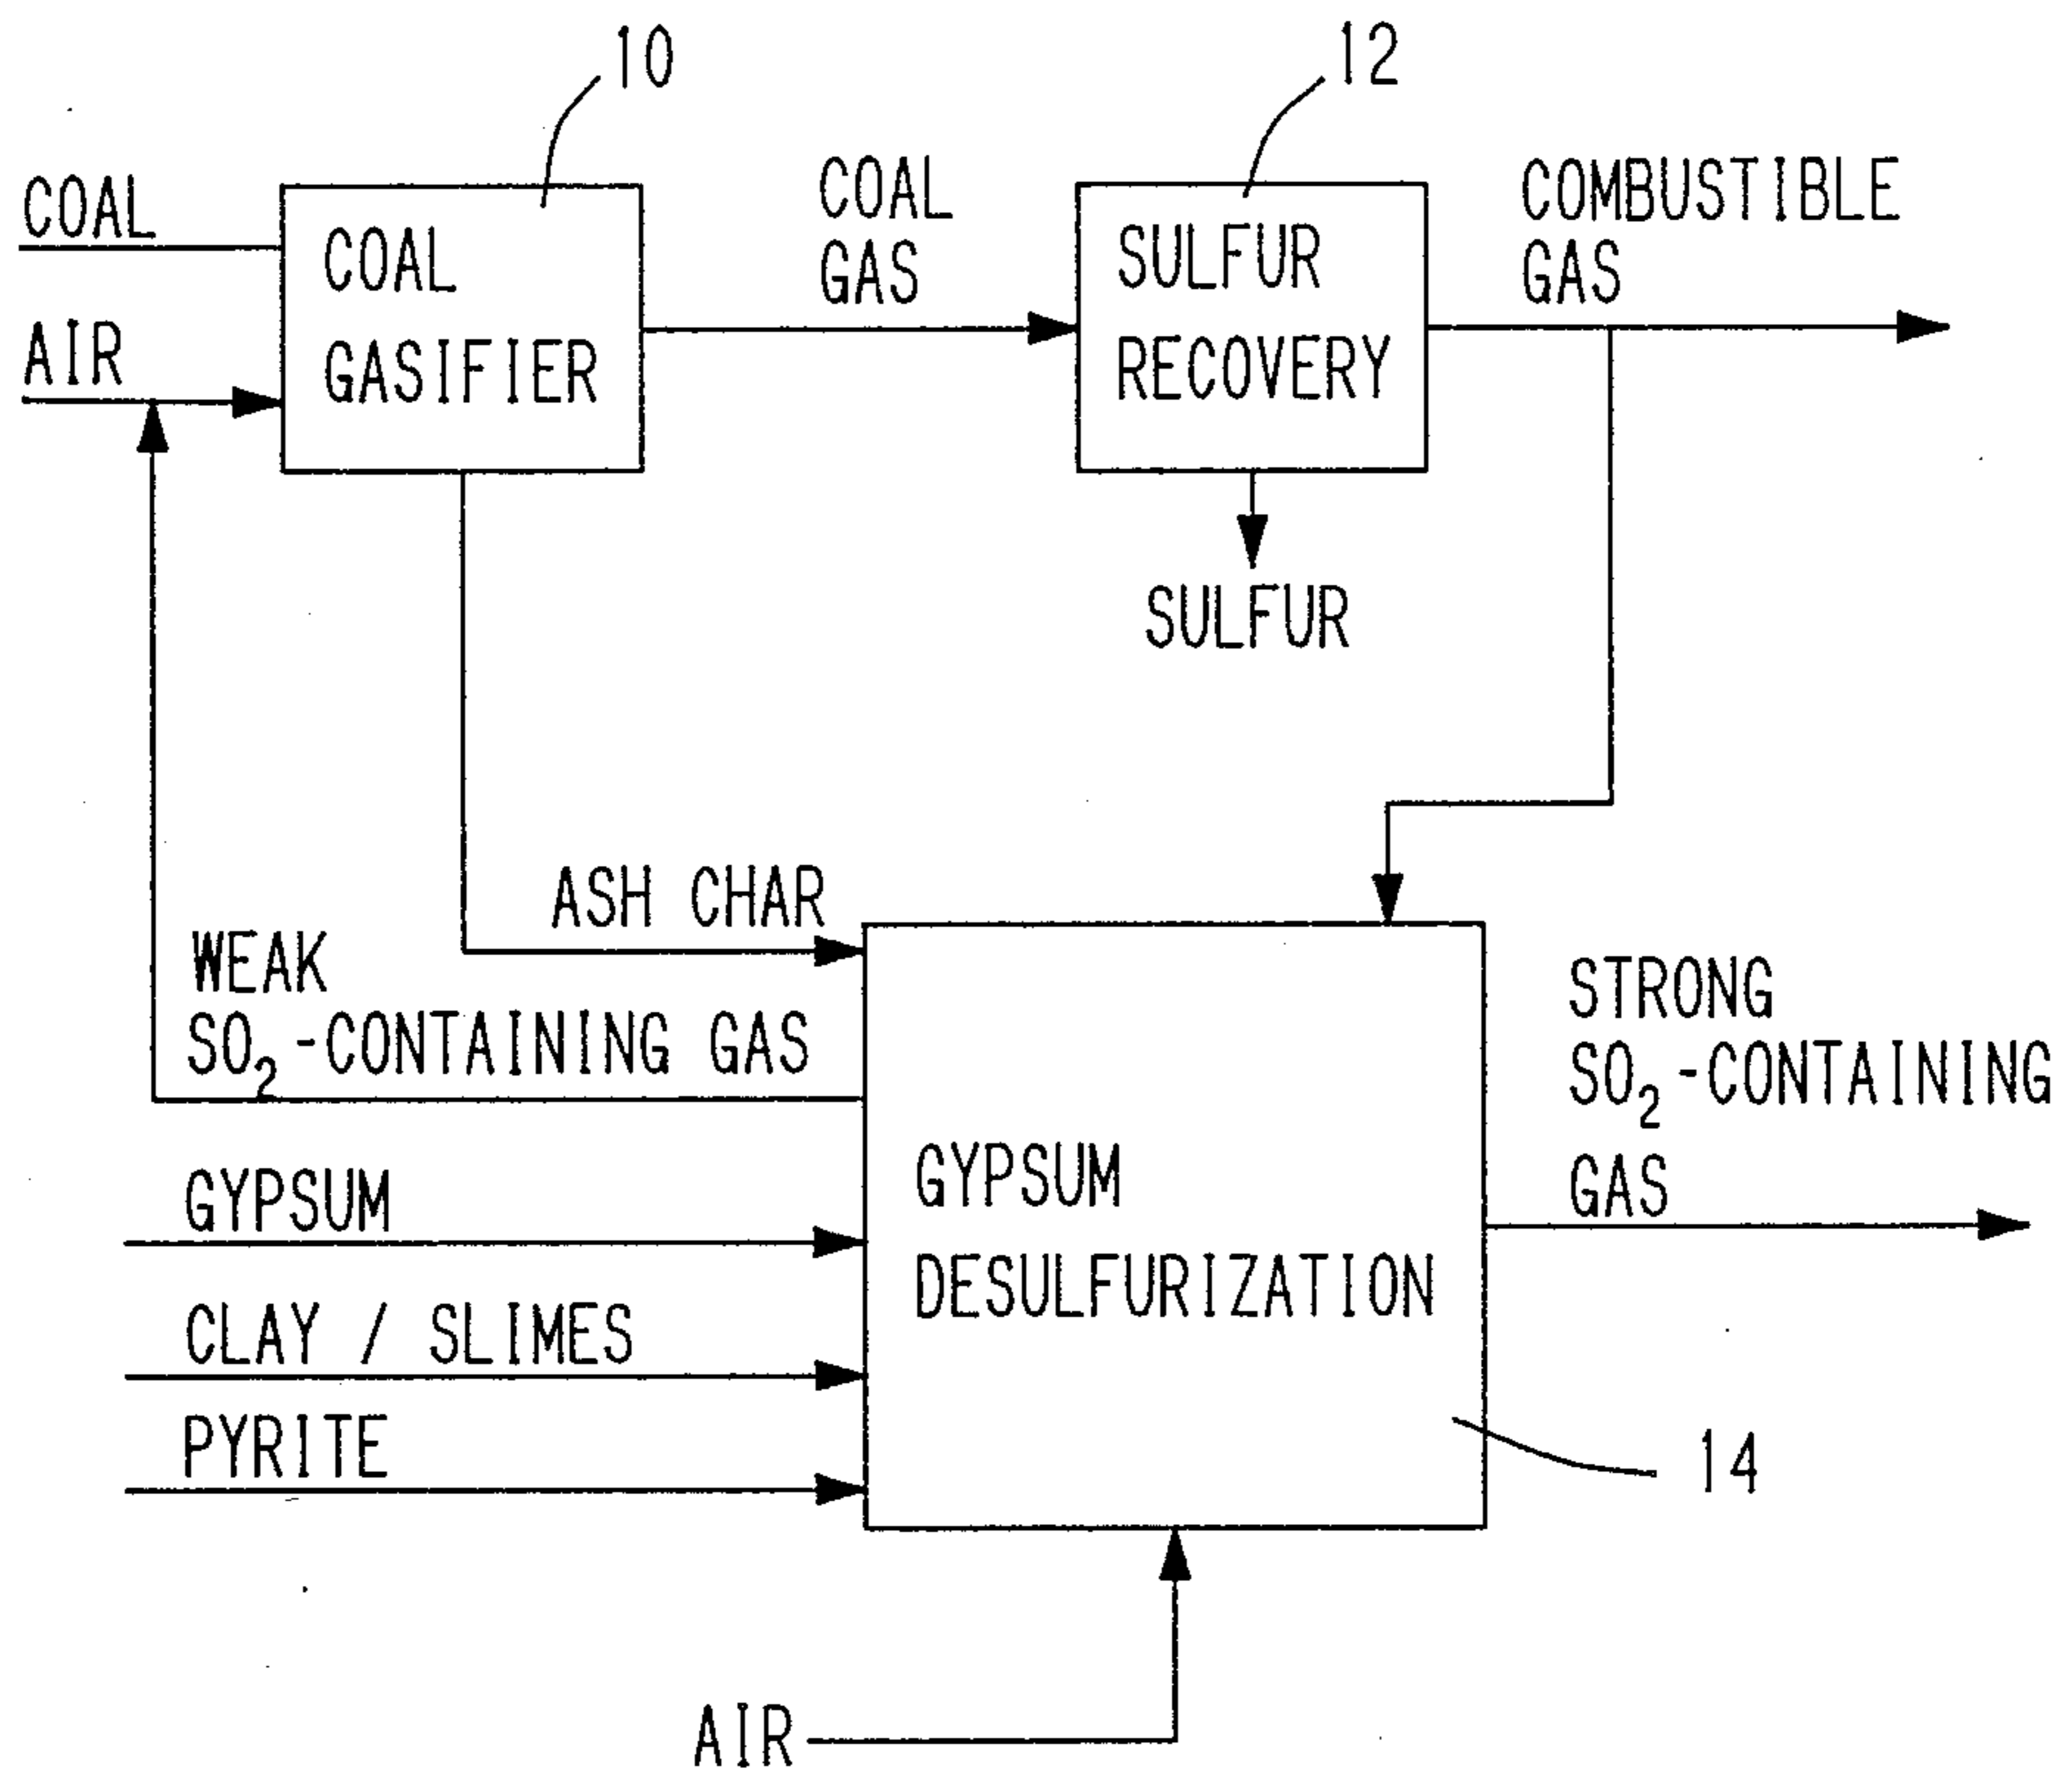 10
12
COAL
AIR
COAL
GASIFIER
COAL
GAS
SULFUR
RECOVERY
COMBUSTIBLE
GAS
SULFUR
ASH CHAR
WEAK
SO₂-CONTAINING GAS
GYPSUM
CLAY / SLIMES
PYRITE
GYPSUM
DESULFURIZATION
STRONG
SO₂-CONTAINING
GAS
14
AIR